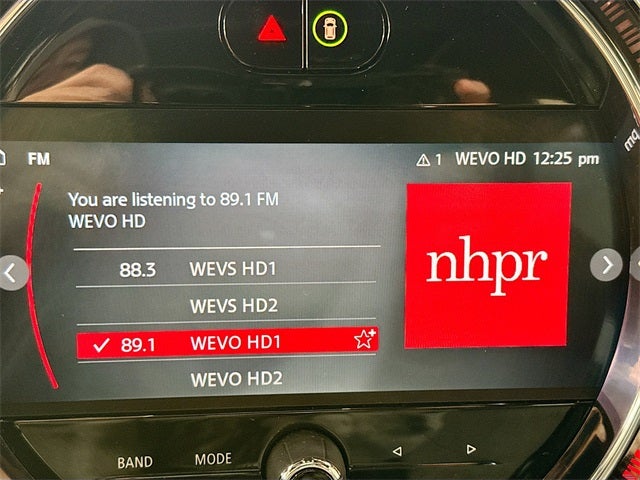 FM
1 WEVO HD 12:25 pm
You are listening to 89.1 FM
WEVO HD
88.3 WEVS HD1
WEVS HD2
89.1 WEVO HD1
WEVO HD2
nhpr
BAND MODE